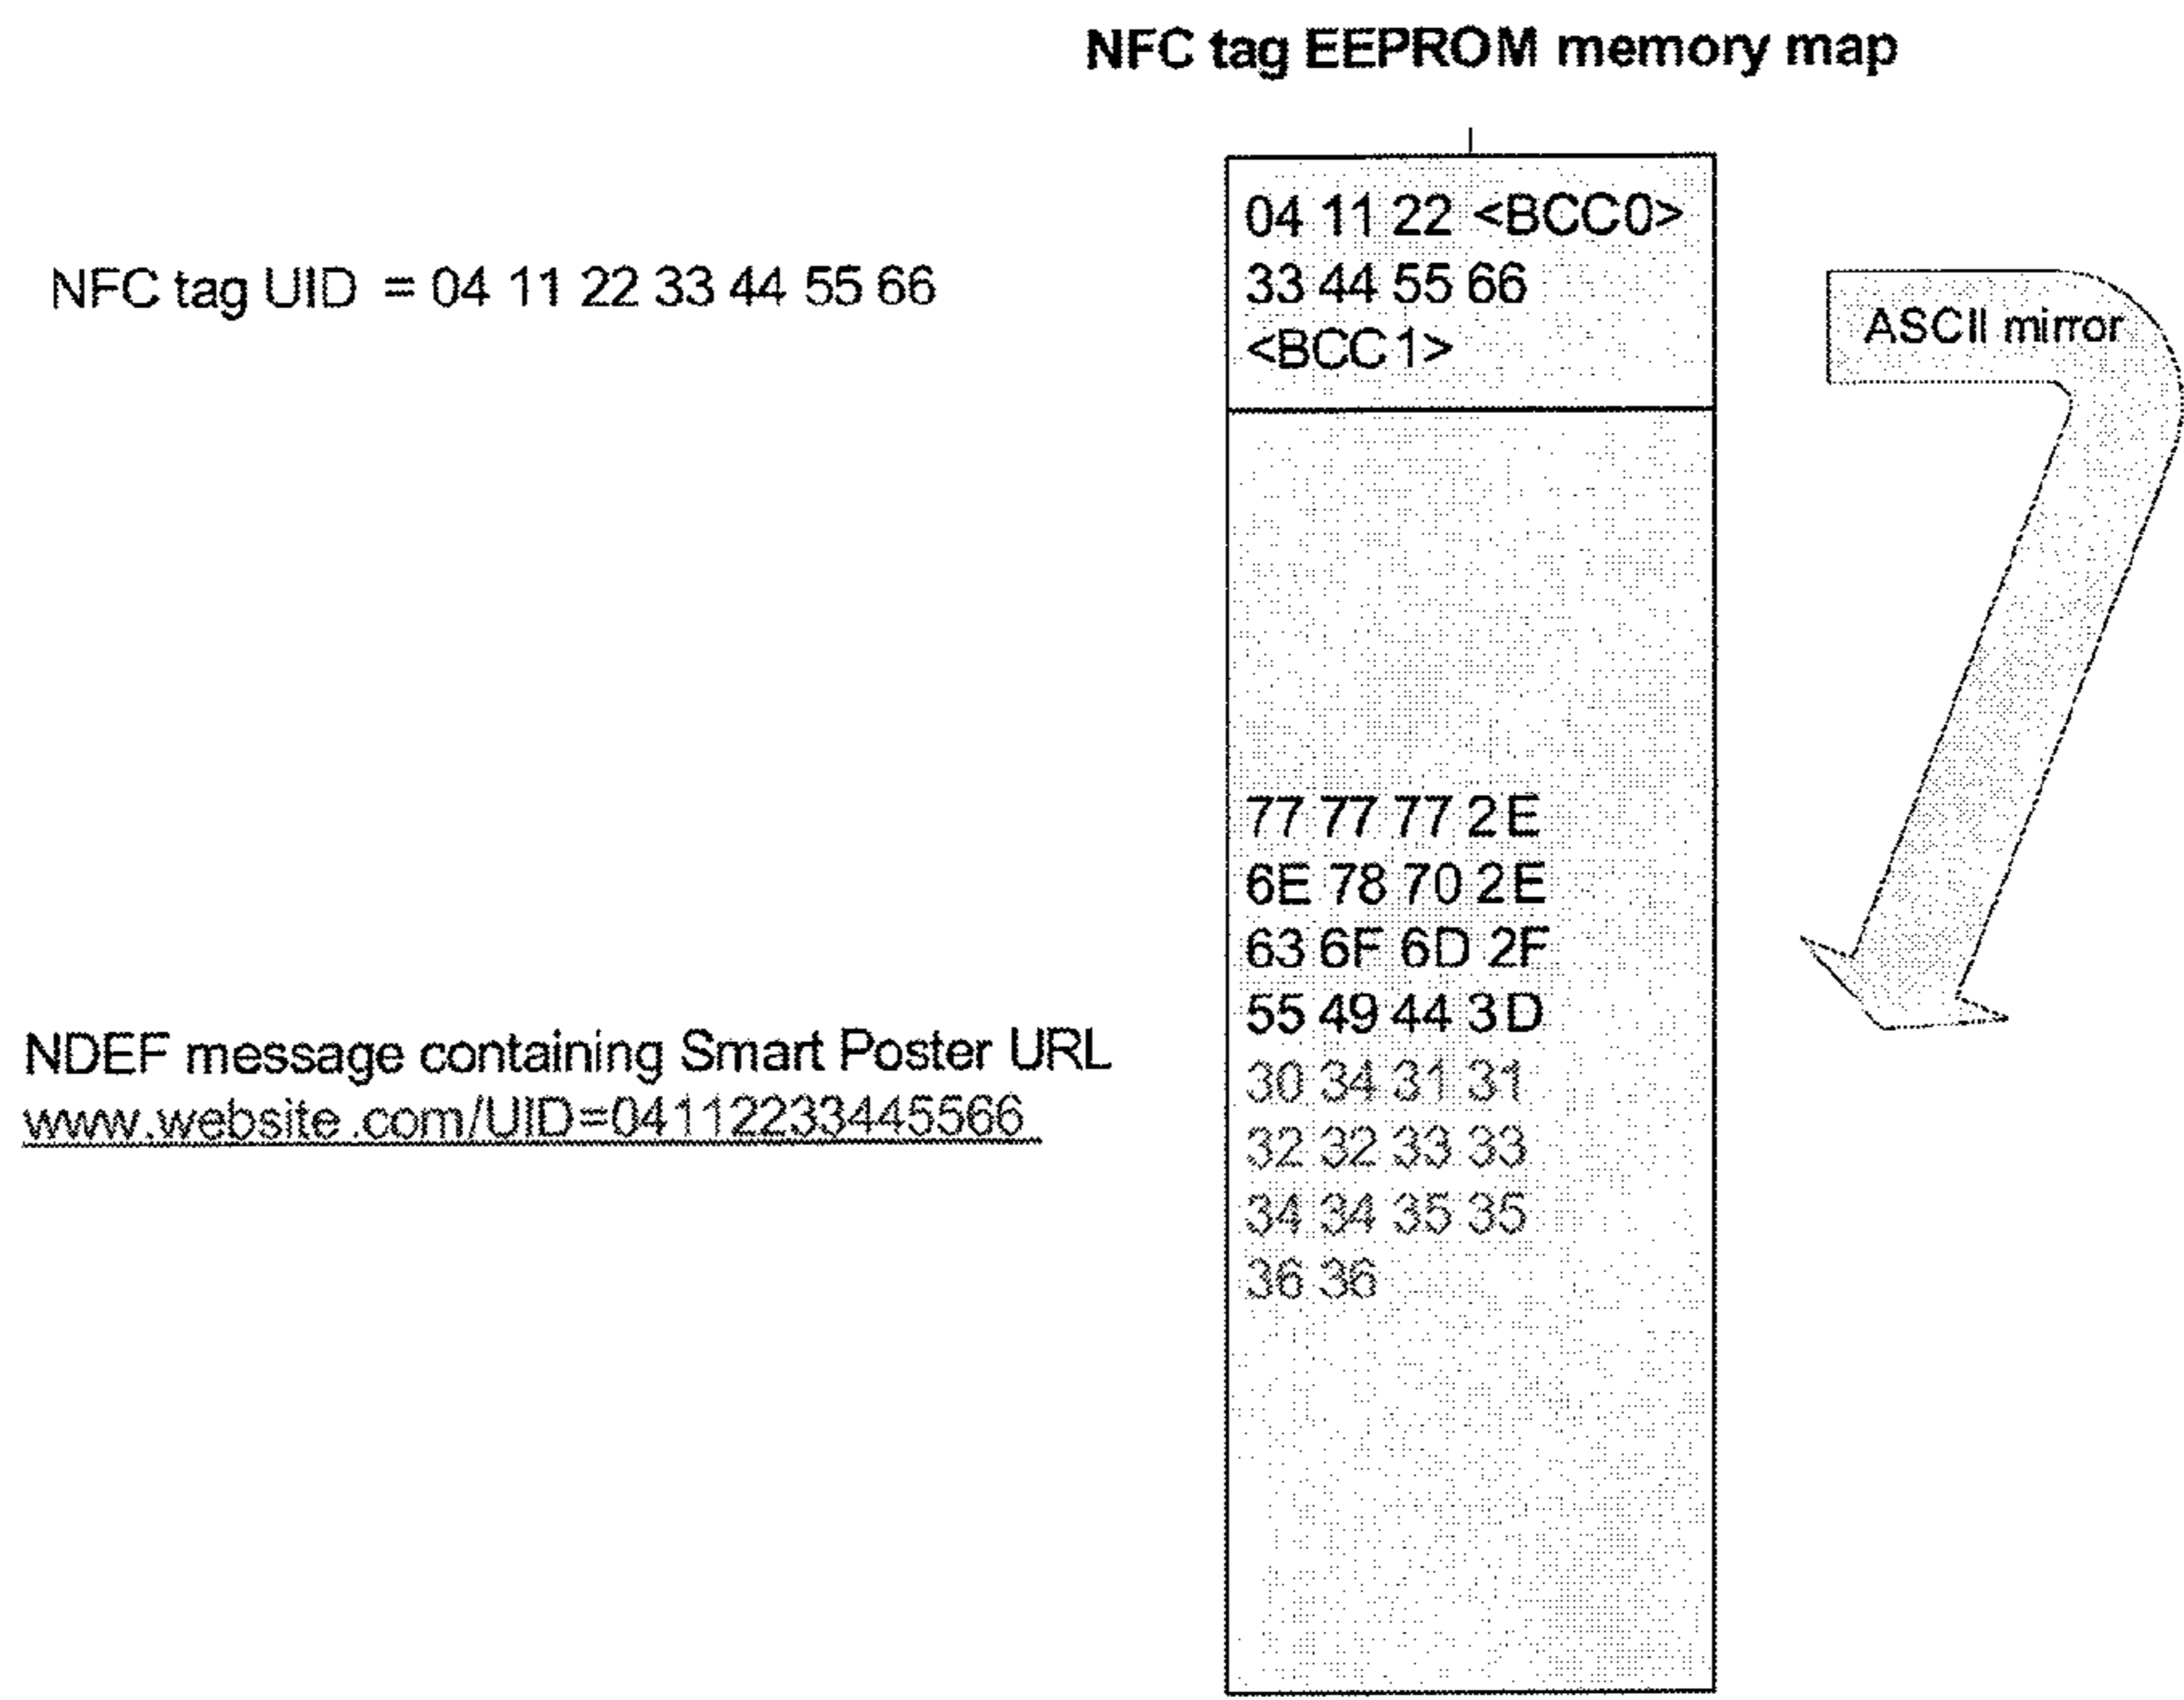 NFC tag EEPROM memory map
NFC tag UID = 04 11 22 33 44 55 66
04 11 22 <BCC0>
33 44 55 66
<BCC1>
ASCII mirror
77 77 77 2E
6E 78 70 2E
63 6F 6D 2F
55 49 44 3D
30 34 31 31
32 32 33 33
34 34 35 35
36 36
NDEF message containing Smart Poster URL
www.website.com/UID=04112233445566